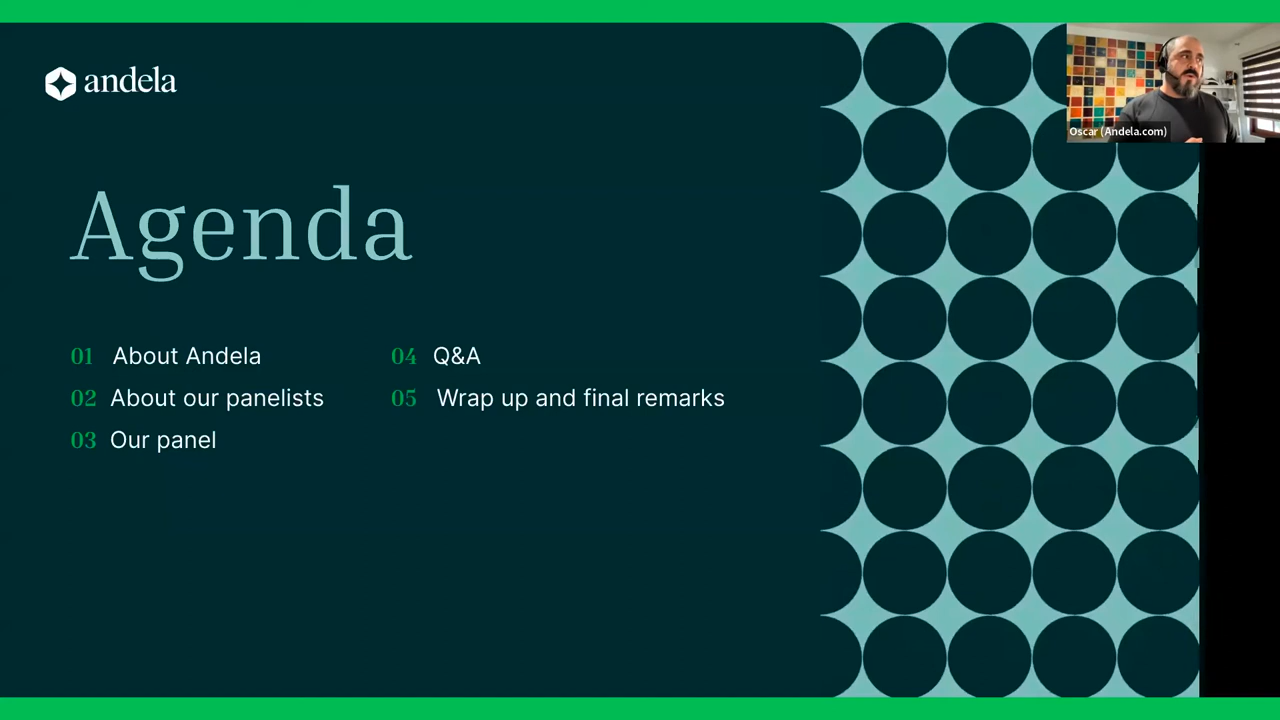 andela
Agenda
01 About Andela
02 About our panelists
03 Our panel
04 Q&A
05 Wrap up and final remarks
Oscar (Andela.com)